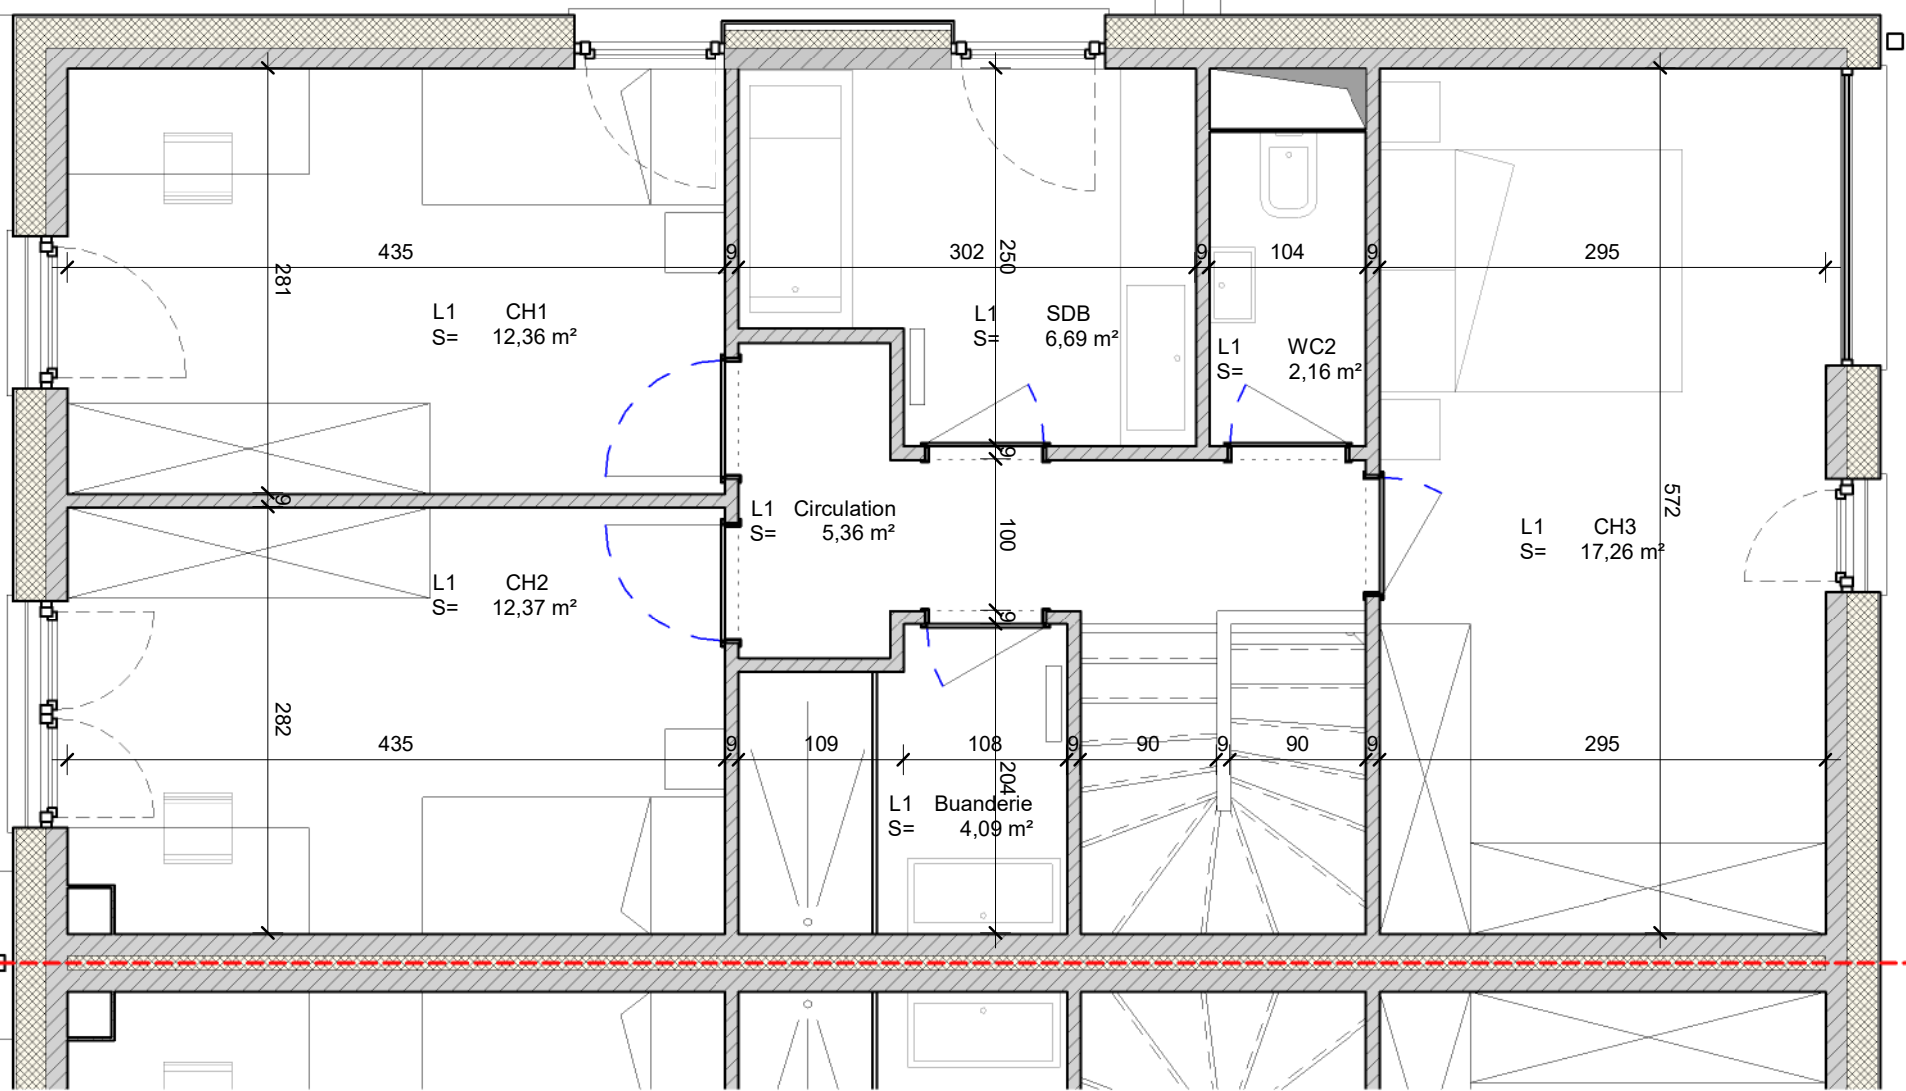 435
9
302
9
104
9
295
281
250
L1 CH1
S= 12,36 m²
L1 SDB
S= 6,69 m²
L1 WC2
S= 2,16 m²
9
9
L1 Circulation
S= 5,36 m²
100
572
L1 CH3
S= 17,26 m²
L1 CH2
S= 12,37 m²
9
282
435
9
109
108
9
90
9
90
9
295
204
L1 Buanderie
S= 4,09 m²